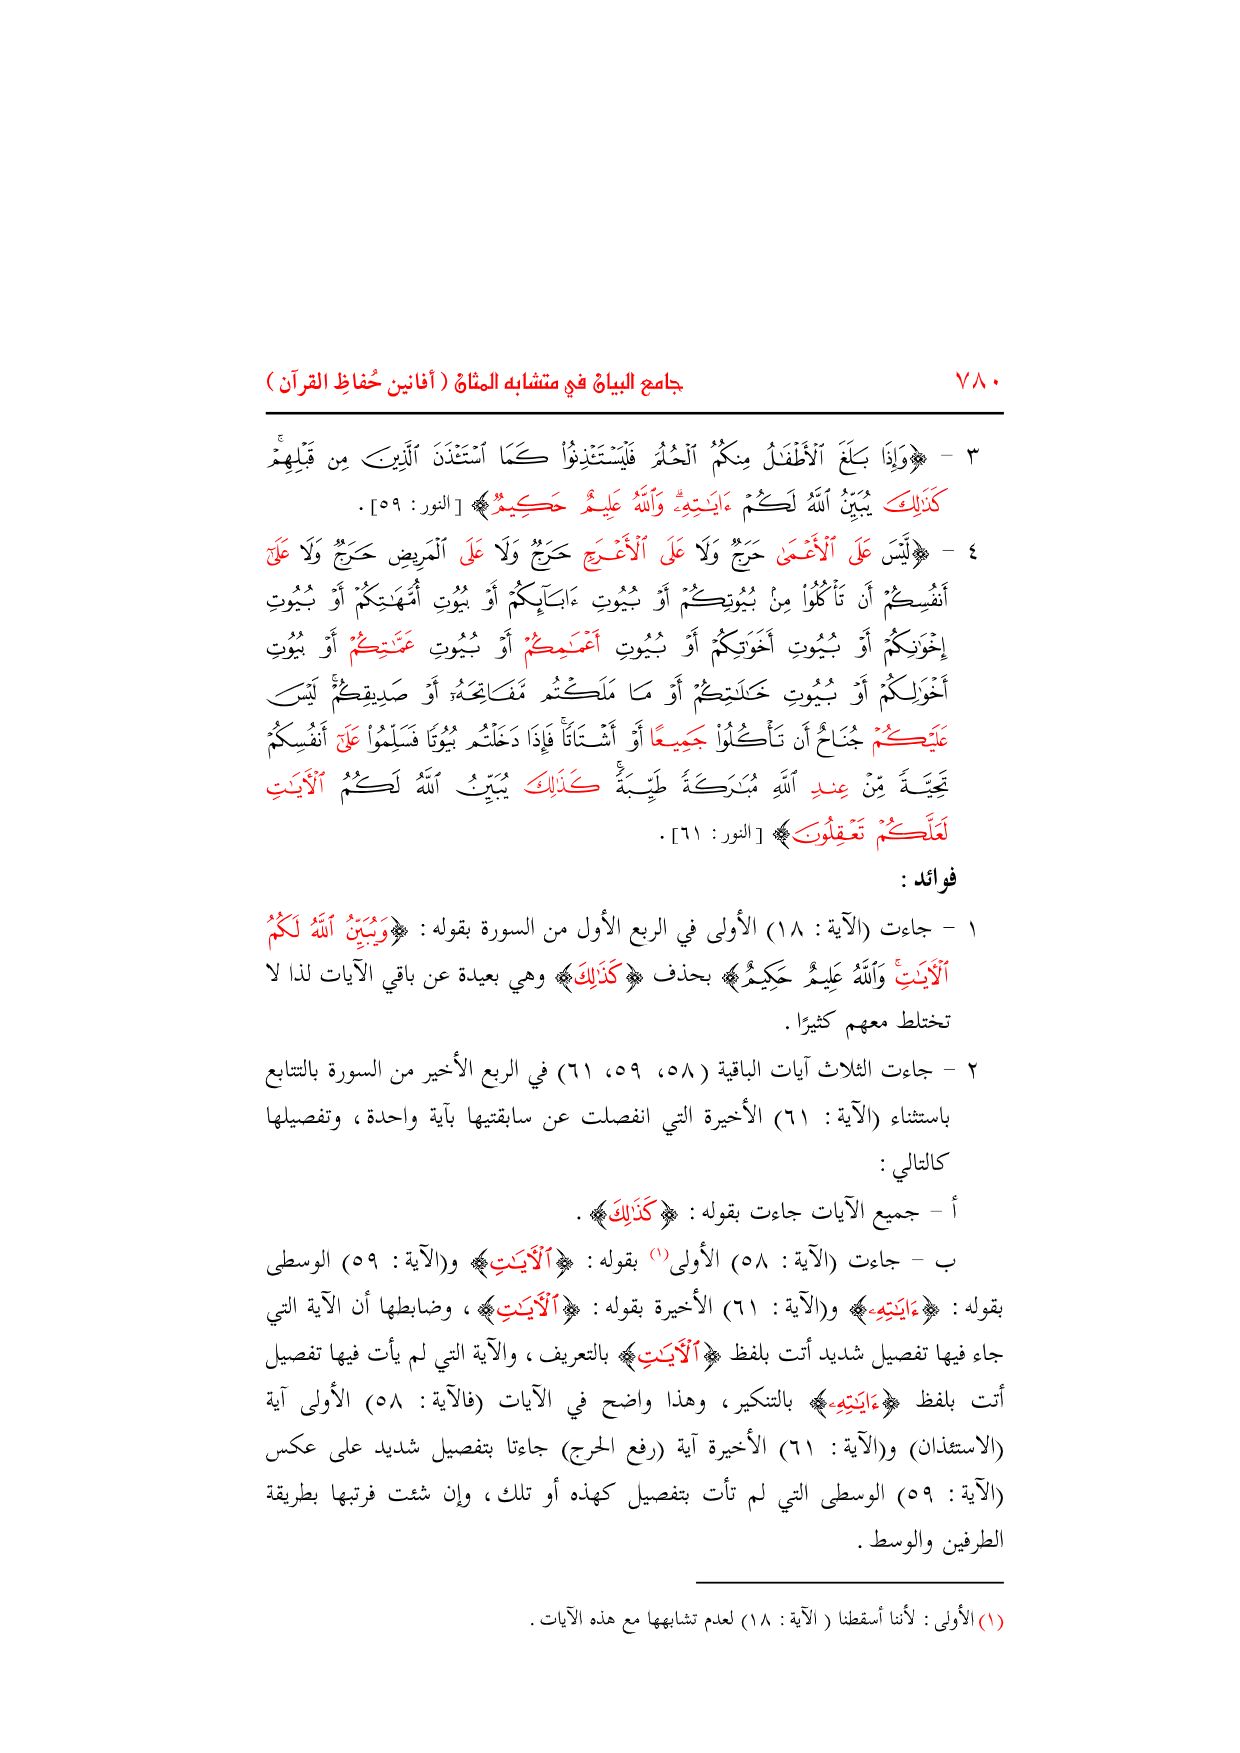 ٧٨٠ جامع البيان في متشابه المثان ( أفانين حُفاظِ القرآن )
٣ - ﴿وَإِذَا بَلَغَ ٱلْأَطْفَـٰلُ مِنكُمُ ٱلْحُلُمَ فَلْيَسْتَـْٔذِنُوا۟ كَمَا ٱسْتَـْٔذَنَ ٱلَّذِينَ مِن قَبْلِهِمْ ۚ
كَذَٰلِكَ يُبَيِّنُ ٱللَّهُ لَكُمْ ءَايَـٰتِهِۦ ۗ وَٱللَّهُ عَلِيمٌ حَكِيمٌ﴾ [النور: ٥٩].
٤ - ﴿لَّيْسَ عَلَى ٱلْأَعْمَىٰ حَرَجٌ وَلَا عَلَى ٱلْأَعْرَجِ حَرَجٌ وَلَا عَلَى ٱلْمَرِيضِ حَرَجٌ وَلَا عَلَىٰٓ
أَنفُسِكُمْ أَن تَأْكُلُوا۟ مِنۢ بُيُوتِكُمْ أَوْ بُيُوتِ ءَابَآئِكُمْ أَوْ بُيُوتِ أُمَّهَـٰتِكُمْ أَوْ بُيُوتِ
إِخْوَٰنِكُمْ أَوْ بُيُوتِ أَخَوَٰتِكُمْ أَوْ بُيُوتِ أَعْمَـٰمِكُمْ أَوْ بُيُوتِ عَمَّـٰتِكُمْ أَوْ بُيُوتِ
أَخْوَٰلِكُمْ أَوْ بُيُوتِ خَـٰلَـٰتِكُمْ أَوْ مَا مَلَكْتُم مَّفَاتِحَهُۥٓ أَوْ صَدِيقِكُمْ ۚ لَيْسَ
عَلَيْكُمْ جُنَاحٌ أَن تَأْكُلُوا۟ جَمِيعًا أَوْ أَشْتَاتًا ۚ فَإِذَا دَخَلْتُم بُيُوتًا فَسَلِّمُوا۟ عَلَىٰٓ أَنفُسِكُمْ
تَحِيَّةً مِّنْ عِندِ ٱللَّهِ مُبَـٰرَكَةً طَيِّبَةً ۚ كَذَٰلِكَ يُبَيِّنُ ٱللَّهُ لَكُمُ ٱلْـَٔايَـٰتِ
لَعَلَّكُمْ تَعْقِلُونَ﴾ [النور: ٦١].
فوائد :
١ - جاءت (الآية: ١٨) الأولى في الربع الأول من السورة بقوله: ﴿وَيُبَيِّنُ ٱللَّهُ لَكُمُ
ٱلْـَٔايَـٰتِ ۚ وَٱللَّهُ عَلِيمٌ حَكِيمٌ﴾ بحذف ﴿كَذَٰلِكَ﴾ وهي بعيدة عن باقي الآيات لذا لا
تختلط معهم كثيرًا .
٢ - جاءت الثلاث آيات الباقية (٥٨، ٥٩، ٦١) في الربع الأخير من السورة بالتتابع
باستثناء (الآية: ٦١) الأخيرة التي انفصلت عن سابقتيها بآية واحدة، وتفصيلها
كالتالي :
أ - جميع الآيات جاءت بقوله: ﴿كَذَٰلِكَ﴾ .
ب - جاءت (الآية: ٥٨) الأولى(١) بقوله: ﴿ٱلْـَٔايَـٰتِ﴾ و(الآية: ٥٩) الوسطى
بقوله: ﴿ءَايَـٰتِهِۦ﴾ و(الآية: ٦١) الأخيرة بقوله: ﴿ٱلْـَٔايَـٰتِ﴾، وضابطها أن الآية التي
جاء فيها تفصيل شديد أتت بلفظ ﴿ٱلْـَٔايَـٰتِ﴾ بالتعريف، والآية التي لم يأت فيها تفصيل
أتت بلفظ ﴿ءَايَـٰتِهِۦ﴾ بالتنكير، وهذا واضح في الآيات (فالآية: ٥٨) الأولى آية
(الاستئذان) و(الآية: ٦١) الأخيرة آية (رفع الحرج) جاءتا بتفصيل شديد على عكس
(الآية: ٥٩) الوسطى التي لم تأت بتفصيل كهذه أو تلك، وإن شئت فرتبها بطريقة
الطرفين والوسط .
(١) الأولى: لأننا أسقطنا ( الآية: ١٨) لعدم تشابهها مع هذه الآيات .